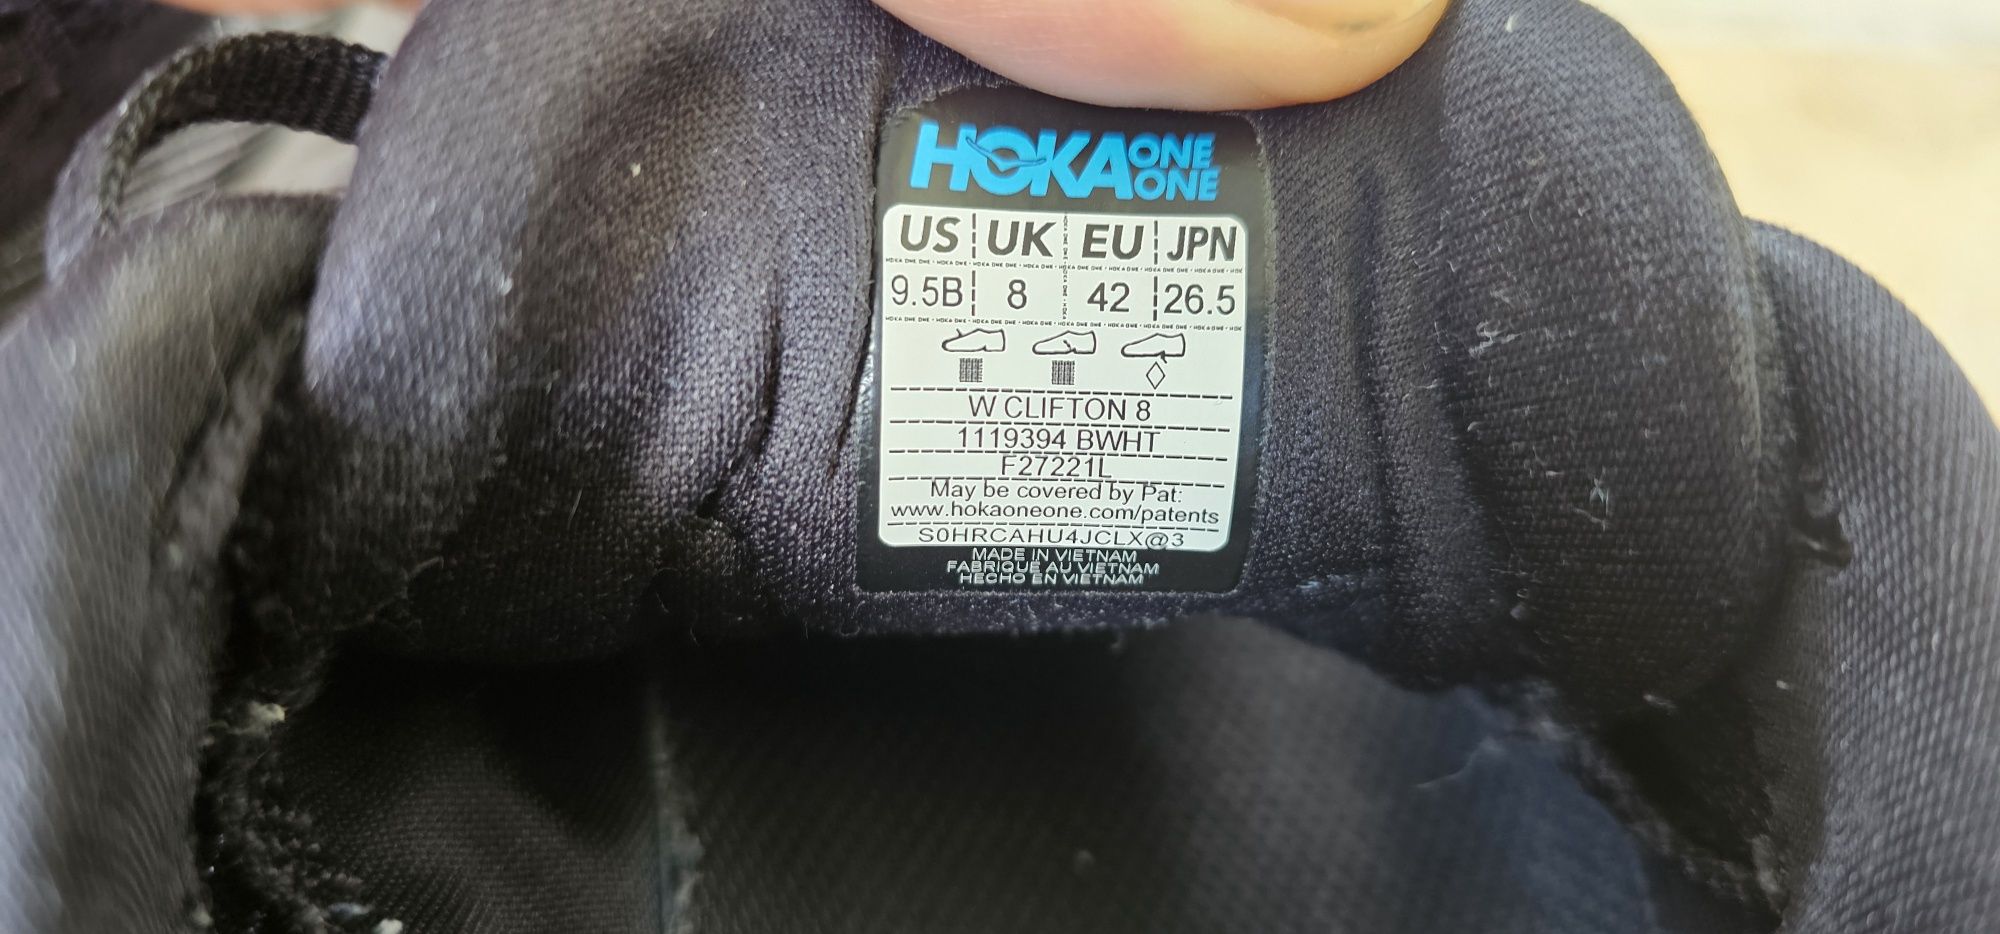 HOKA ONE ONE
US UK EU JPN
9.5B 8 42 26.5
W CLIFTON 8
1119394 BWHT
F27221L
May be covered by Pat:
www.hokaoneone.com/patents
S0HRCAHU4JCLX@3
MADE IN VIETNAM
FABRIQUE AU VIETNAM
HECHO EN VIETNAM